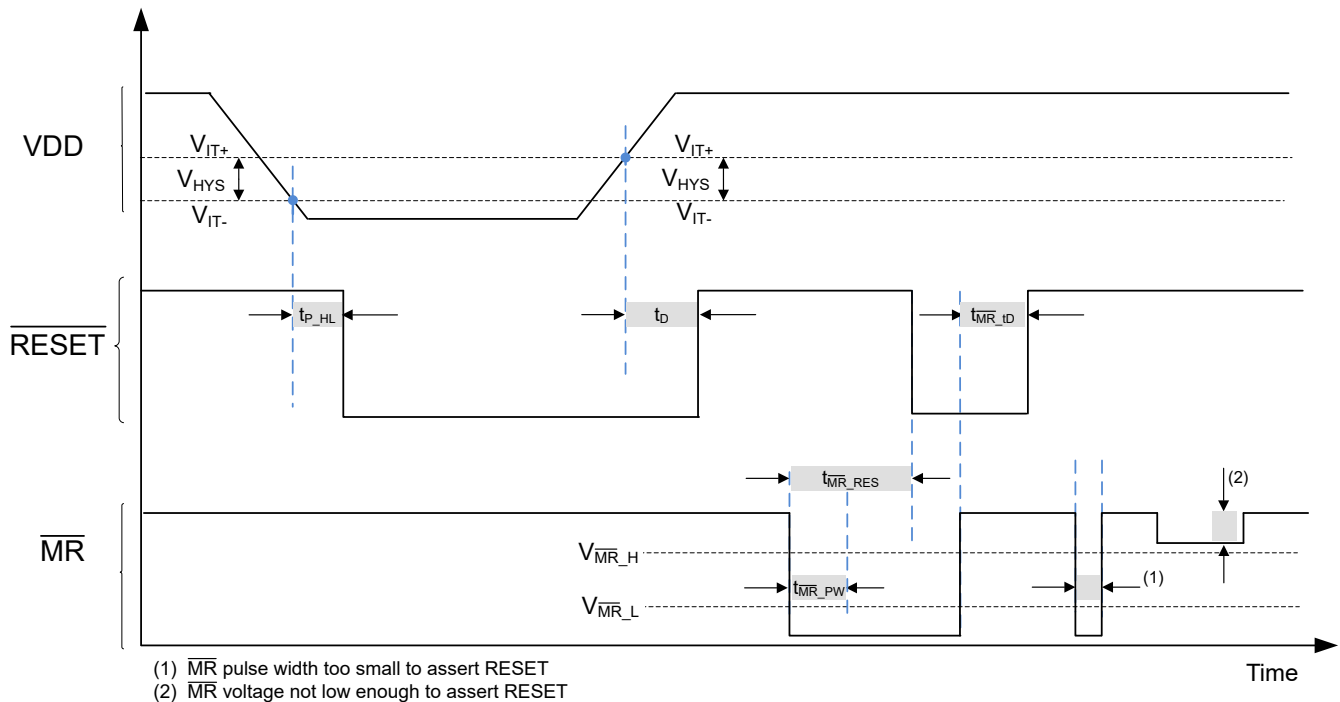 VDD
VIT+
VHYS
VIT-
VIT+
VHYS
VIT-
RESET
tP_HL
tD
tMR_tD
tMR_RES
(2)
MR
VMR_H
tMR_PW
(1)
VMR_L
Time
(1) MR pulse width too small to assert RESET
(2) MR voltage not low enough to assert RESET